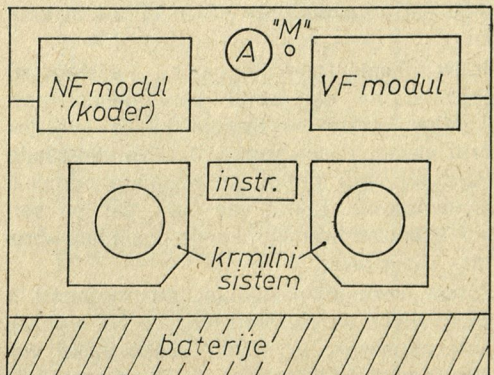 "M"
A
NF modul
(koder)
VF modul
instr.
krmilni
sistem
baterije